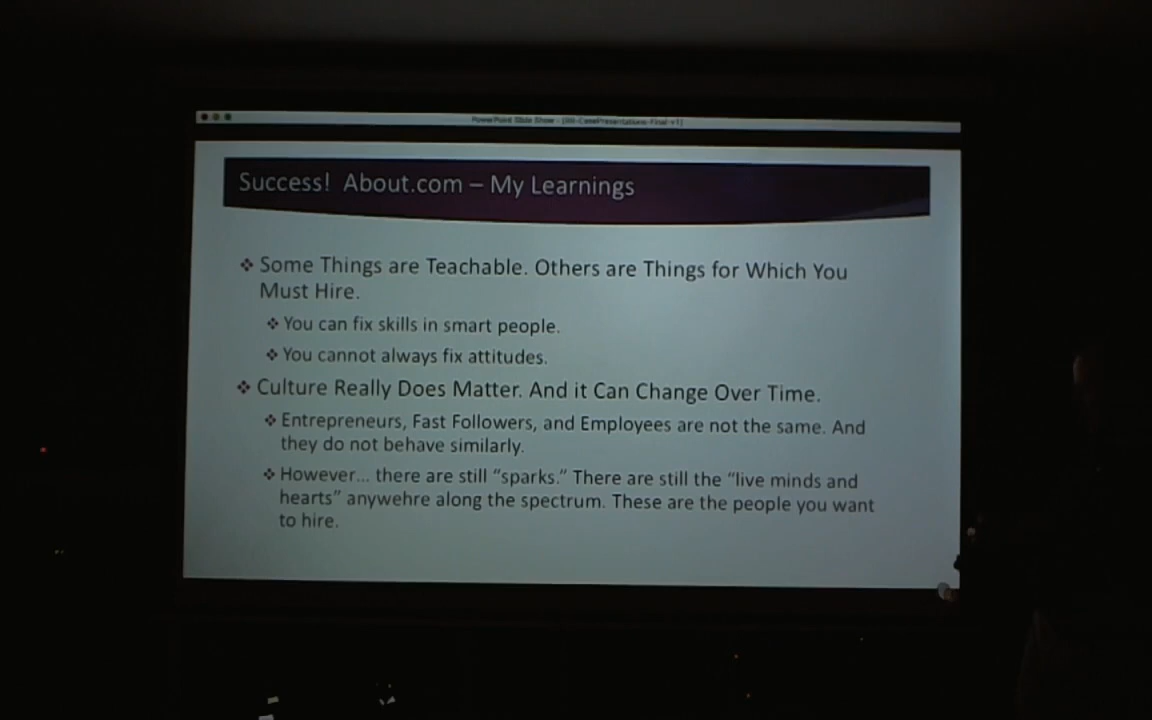 PowerPoint Slide Show - [
Success! About.com – My Learnings
❖ Some Things are Teachable. Others are Things for Which You
Must Hire.
❖ You can fix skills in smart people.
❖ You cannot always fix attitudes.
❖ Culture Really Does Matter. And it Can Change Over Time.
❖ Entrepreneurs, Fast Followers, and Employees are not the same. And
they do not behave similarly.
❖ However... there are still “sparks.” There are still the “live minds and
hearts” anywehre along the spectrum. These are the people you want
to hire.